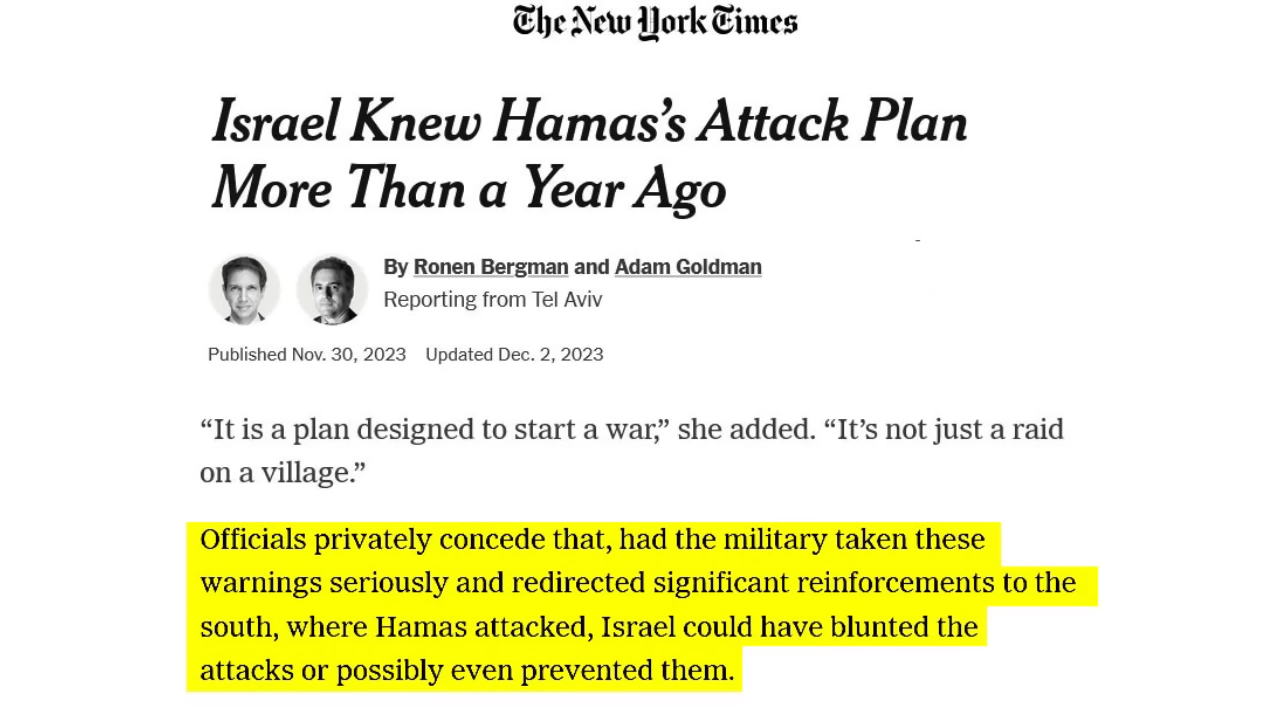 The New York Times
Israel Knew Hamas’s Attack Plan
More Than a Year Ago
By Ronen Bergman and Adam Goldman
Reporting from Tel Aviv
Published Nov. 30, 2023 Updated Dec. 2, 2023
“It is a plan designed to start a war,” she added. “It’s not just a raid
on a village.”
Officials privately concede that, had the military taken these
warnings seriously and redirected significant reinforcements to the
south, where Hamas attacked, Israel could have blunted the
attacks or possibly even prevented them.